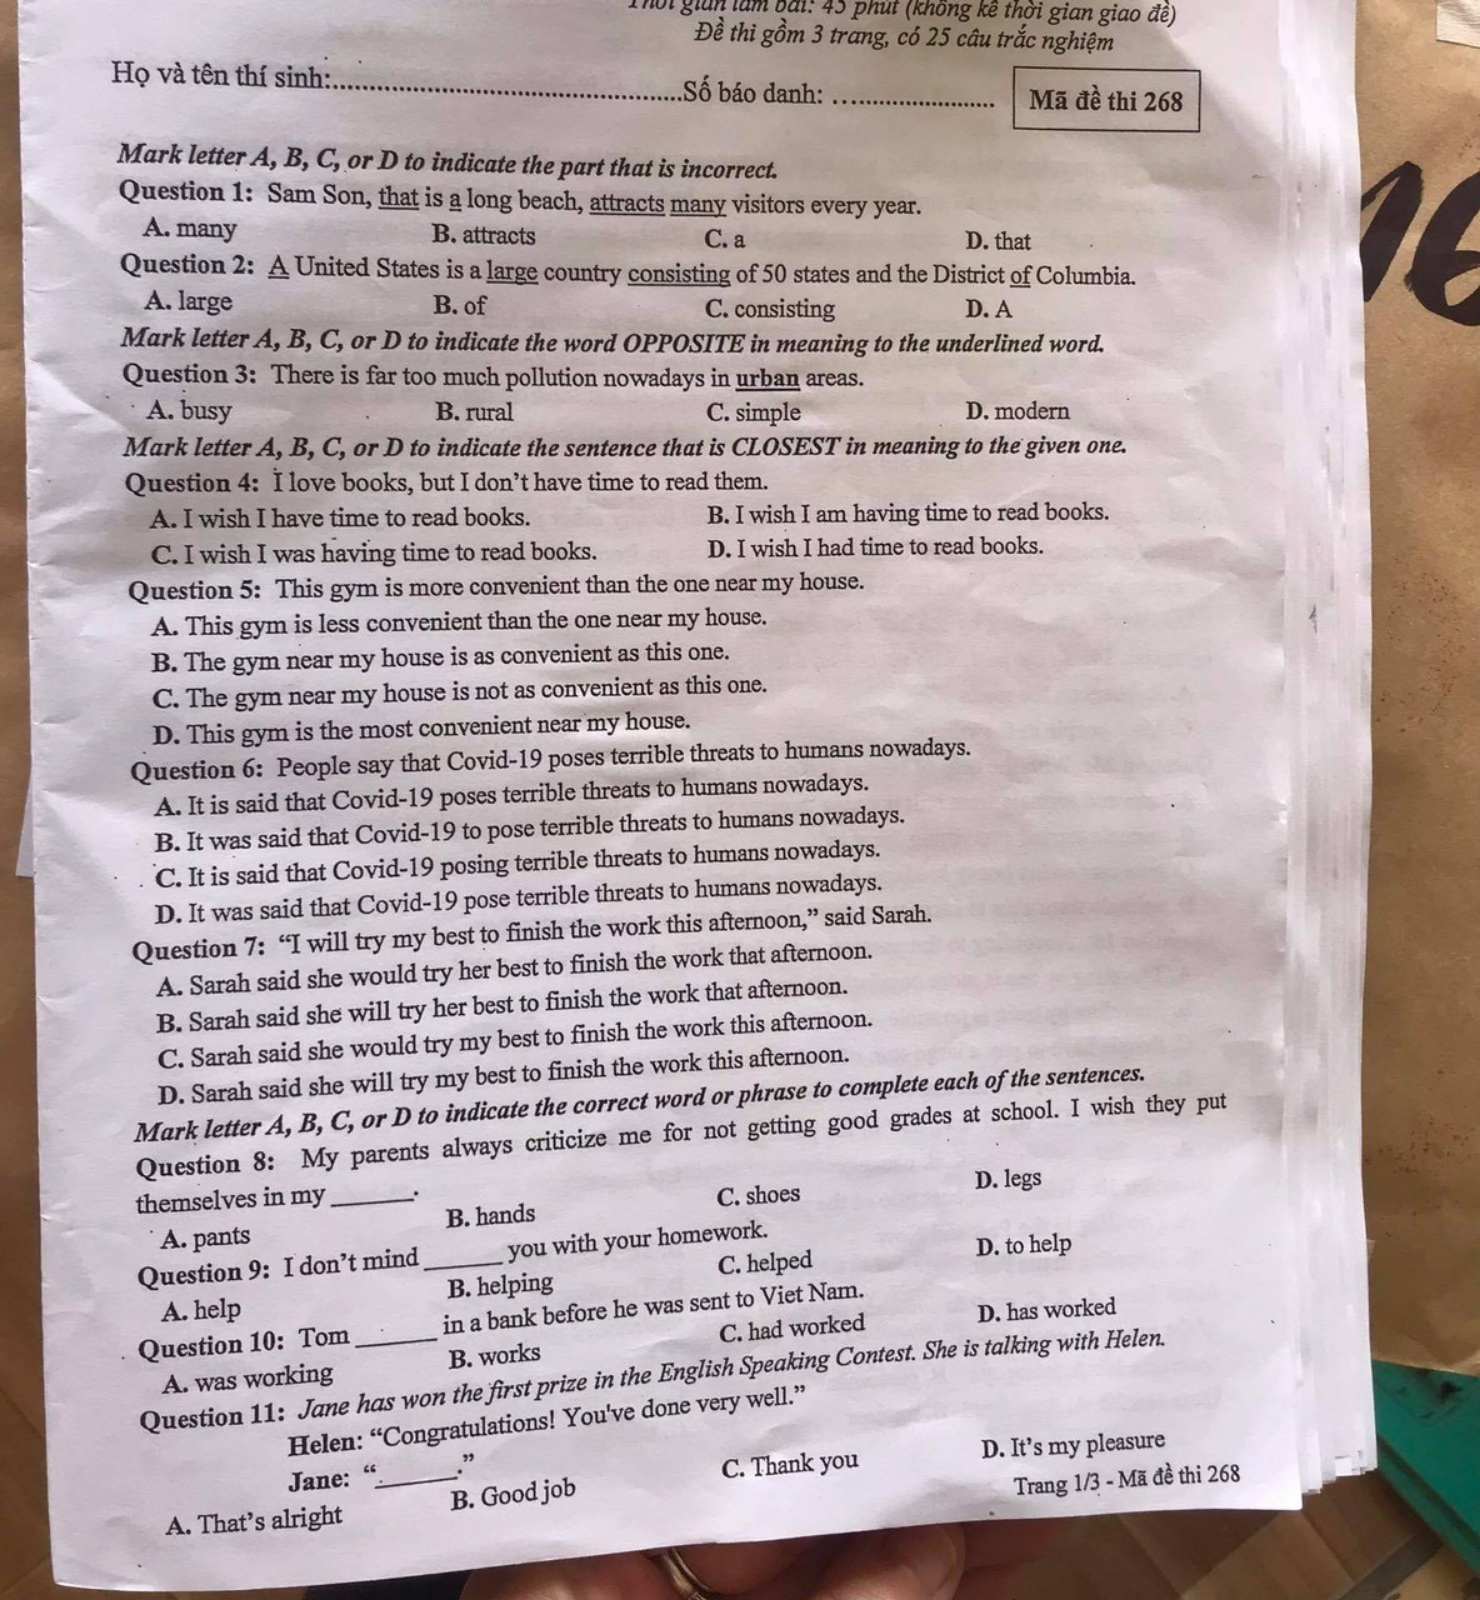 Thời gian làm bài: 45 phút (không kể thời gian giao đề)
Đề thi gồm 3 trang, có 25 câu trắc nghiệm
Họ và tên thí sinh:..................................................Số báo danh: ........................ Mã đề thi 268
Mark letter A, B, C, or D to indicate the part that is incorrect.
Question 1: Sam Son, that is a long beach, attracts many visitors every year.
A. many B. attracts C. a D. that
Question 2: A United States is a large country consisting of 50 states and the District of Columbia.
A. large B. of C. consisting D. A
Mark letter A, B, C, or D to indicate the word OPPOSITE in meaning to the underlined word.
Question 3: There is far too much pollution nowadays in urban areas.
A. busy B. rural C. simple D. modern
Mark letter A, B, C, or D to indicate the sentence that is CLOSEST in meaning to the given one.
Question 4: I love books, but I don't have time to read them.
A. I wish I have time to read books. B. I wish I am having time to read books.
C. I wish I was having time to read books. D. I wish I had time to read books.
Question 5: This gym is more convenient than the one near my house.
A. This gym is less convenient than the one near my house.
B. The gym near my house is as convenient as this one.
C. The gym near my house is not as convenient as this one.
D. This gym is the most convenient near my house.
Question 6: People say that Covid-19 poses terrible threats to humans nowadays.
A. It is said that Covid-19 poses terrible threats to humans nowadays.
B. It was said that Covid-19 to pose terrible threats to humans nowadays.
C. It is said that Covid-19 posing terrible threats to humans nowadays.
D. It was said that Covid-19 pose terrible threats to humans nowadays.
Question 7: “I will try my best to finish the work this afternoon,” said Sarah.
A. Sarah said she would try her best to finish the work that afternoon.
B. Sarah said she will try her best to finish the work that afternoon.
C. Sarah said she would try my best to finish the work this afternoon.
D. Sarah said she will try my best to finish the work this afternoon.
Mark letter A, B, C, or D to indicate the correct word or phrase to complete each of the sentences.
Question 8: My parents always criticize me for not getting good grades at school. I wish they put
themselves in my ______.
A. pants B. hands C. shoes D. legs
Question 9: I don't mind ______ you with your homework.
A. help B. helping C. helped D. to help
Question 10: Tom ______ in a bank before he was sent to Viet Nam.
A. was working B. works C. had worked D. has worked
Question 11: Jane has won the first prize in the English Speaking Contest. She is talking with Helen.
Helen: “Congratulations! You've done very well.”
Jane: “______.”
A. That's alright B. Good job C. Thank you D. It's my pleasure
Trang 1/3 - Mã đề thi 268
16